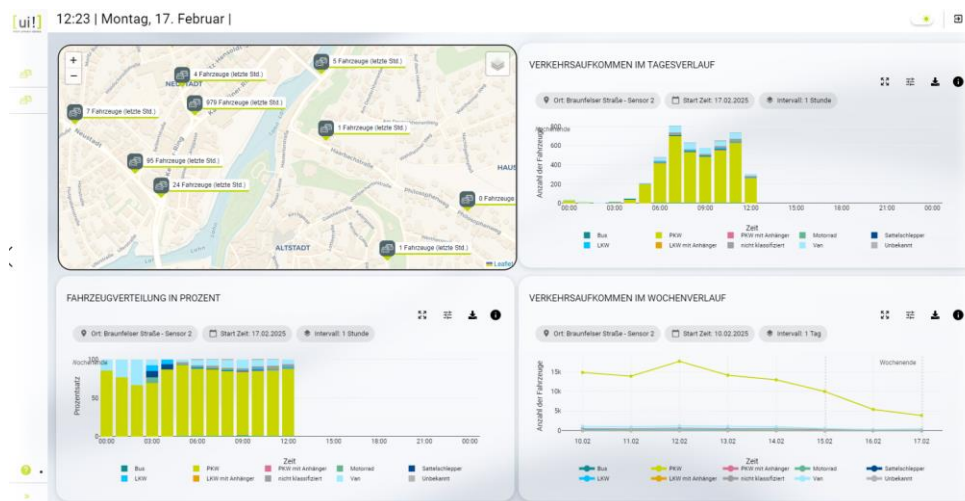 [ui!]
12:23 | Montag, 17. Februar |
+
−
5 Fahrzeuge (letzte Std.)
4 Fahrzeuge (letzte Std.)
NEUSTADT
979 Fahrzeuge (letzte Std.)
7 Fahrzeuge (letzte Std.)
Neustadt
1 Fahrzeuge (letzte Std.)
95 Fahrzeuge (letzte Std.)
24 Fahrzeuge (letzte Std.)
HAUS
0 Fahrzeuge
ALTSTADT
1 Fahrzeuge (letzte Std.)
Leaflet
VERKEHRSAUFKOMMEN IM TAGESVERLAUF
Ort: Braunfelser Straße - Sensor 2
Start Zeit: 17.02.2025
Intervall: 1 Stunde
Anzahl der Fahrzeuge
Wochenende
800
600
400
200
0
00:00 03:00 06:00 09:00 12:00 15:00 18:00 21:00 00:00
Zeit
Bus PKW PKW mit Anhänger Motorrad Sattelschlepper
LKW LKW mit Anhänger nicht klassifiziert Van Unbekannt
FAHRZEUGVERTEILUNG IN PROZENT
Ort: Braunfelser Straße - Sensor 2
Start Zeit: 17.02.2025
Intervall: 1 Stunde
Prozentsatz
Wochenende
100
50
0
00:00 03:00 06:00 09:00 12:00 15:00 18:00 21:00 00:00
Zeit
Bus PKW PKW mit Anhänger Motorrad Sattelschlepper
LKW LKW mit Anhänger nicht klassifiziert Van Unbekannt
VERKEHRSAUFKOMMEN IM WOCHENVERLAUF
Ort: Braunfelser Straße - Sensor 2
Start Zeit: 10.02.2025
Intervall: 1 Tag
Anzahl der Fahrzeuge
Wochenende
15k
10k
5k
0
10.02 11.02 12.02 13.02 14.02 15.02 16.02 17.02
Zeit
Bus PKW PKW mit Anhänger Motorrad Sattelschlepper
LKW LKW mit Anhänger nicht klassifiziert Van Unbekannt
?
»